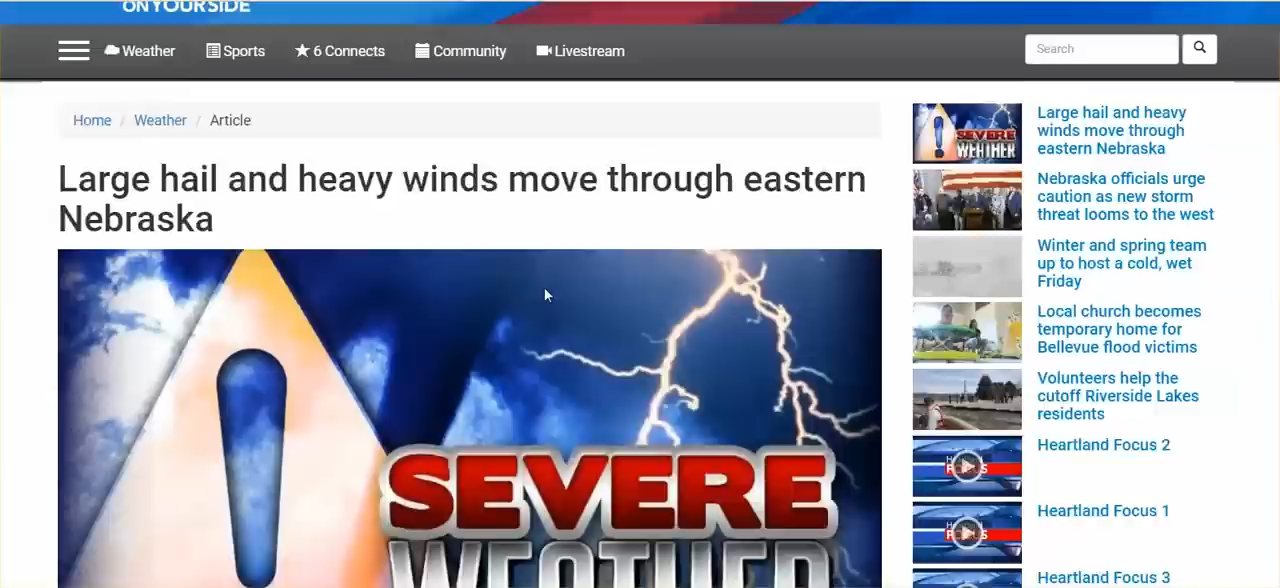 ON YOUR SIDE
Weather
Sports
6 Connects
Community
Livestream
Search
Home / Weather / Article
Large hail and heavy winds move through eastern
Nebraska
SEVERE
WEATHER
SEVERE
WEATHER
Large hail and heavy
winds move through
eastern Nebraska
Nebraska officials urge
caution as new storm
threat looms to the west
Winter and spring team
up to host a cold, wet
Friday
Local church becomes
temporary home for
Bellevue flood victims
Volunteers help the
cutoff Riverside Lakes
residents
Heartland Focus 2
Heartland Focus 1
Heartland Focus 3